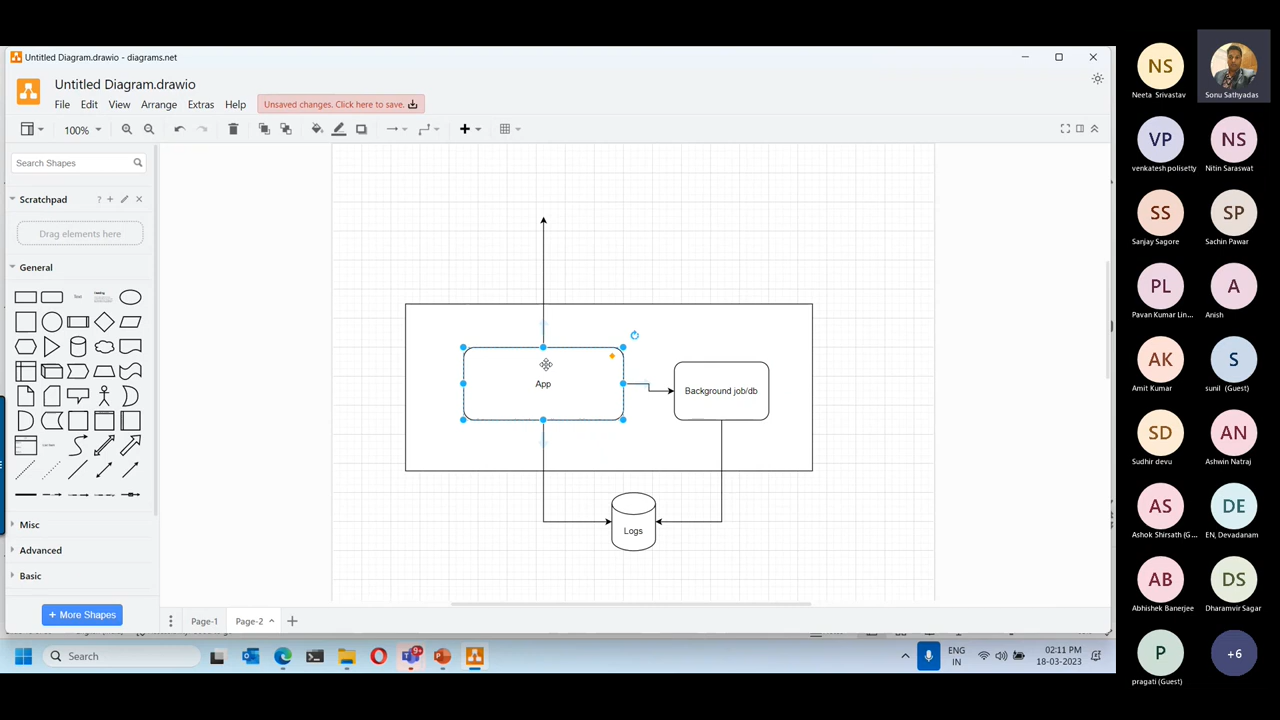 Untitled Diagram.drawio - diagrams.net
Untitled Diagram.drawio
File Edit View Arrange Extras Help
Unsaved changes. Click here to save.
100%
Search Shapes
Scratchpad
?
Drag elements here
General
Text
Heading
Misc
Advanced
Basic
+ More Shapes
App
Background job/db
Logs
Page-1
Page-2
Search
9+
ENG
IN
02:11 PM
18-03-2023
NS
Neeta Srivastav
Sonu Sathyadas
VP
venkatesh polisetty
NS
Nitin Saraswat
SS
Sanjay Sagore
SP
Sachin Pawar
PL
Pavan Kumar Lin...
A
Anish
AK
Amit Kumar
S
sunil (Guest)
SD
Sudhir devu
AN
Ashwin Natraj
AS
Ashok Shirsath (G...
DE
EN, Devadanam
AB
Abhishek Banerjee
DS
Dharamvir Sagar
P
pragati (Guest)
+6